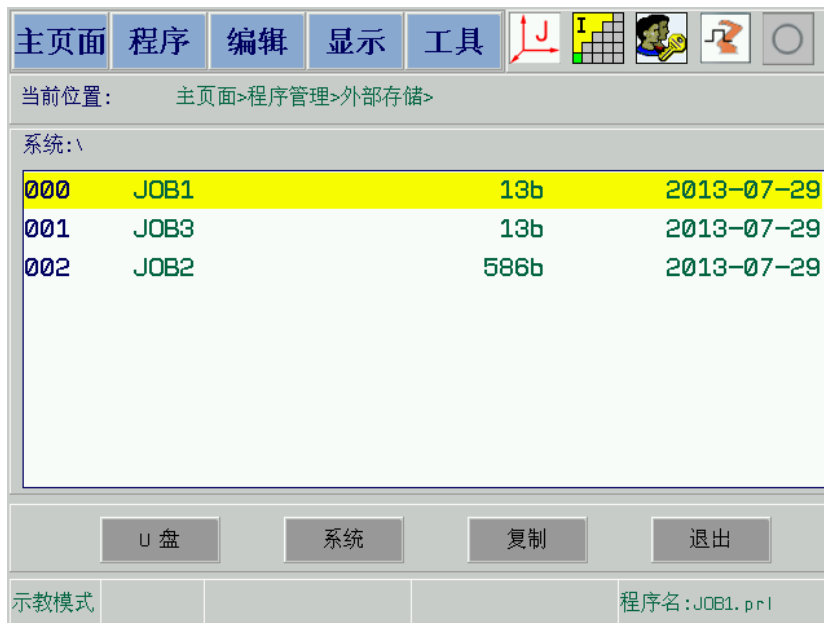 主页面 程序 编辑 显示 工具 J I
当前位置: 主页面>程序管理>外部存储>
系统:\
000 JOB1 13b 2013-07-29
001 JOB3 13b 2013-07-29
002 JOB2 586b 2013-07-29
U 盘 系统 复制 退出
示教模式 程序名:JOB1.prl